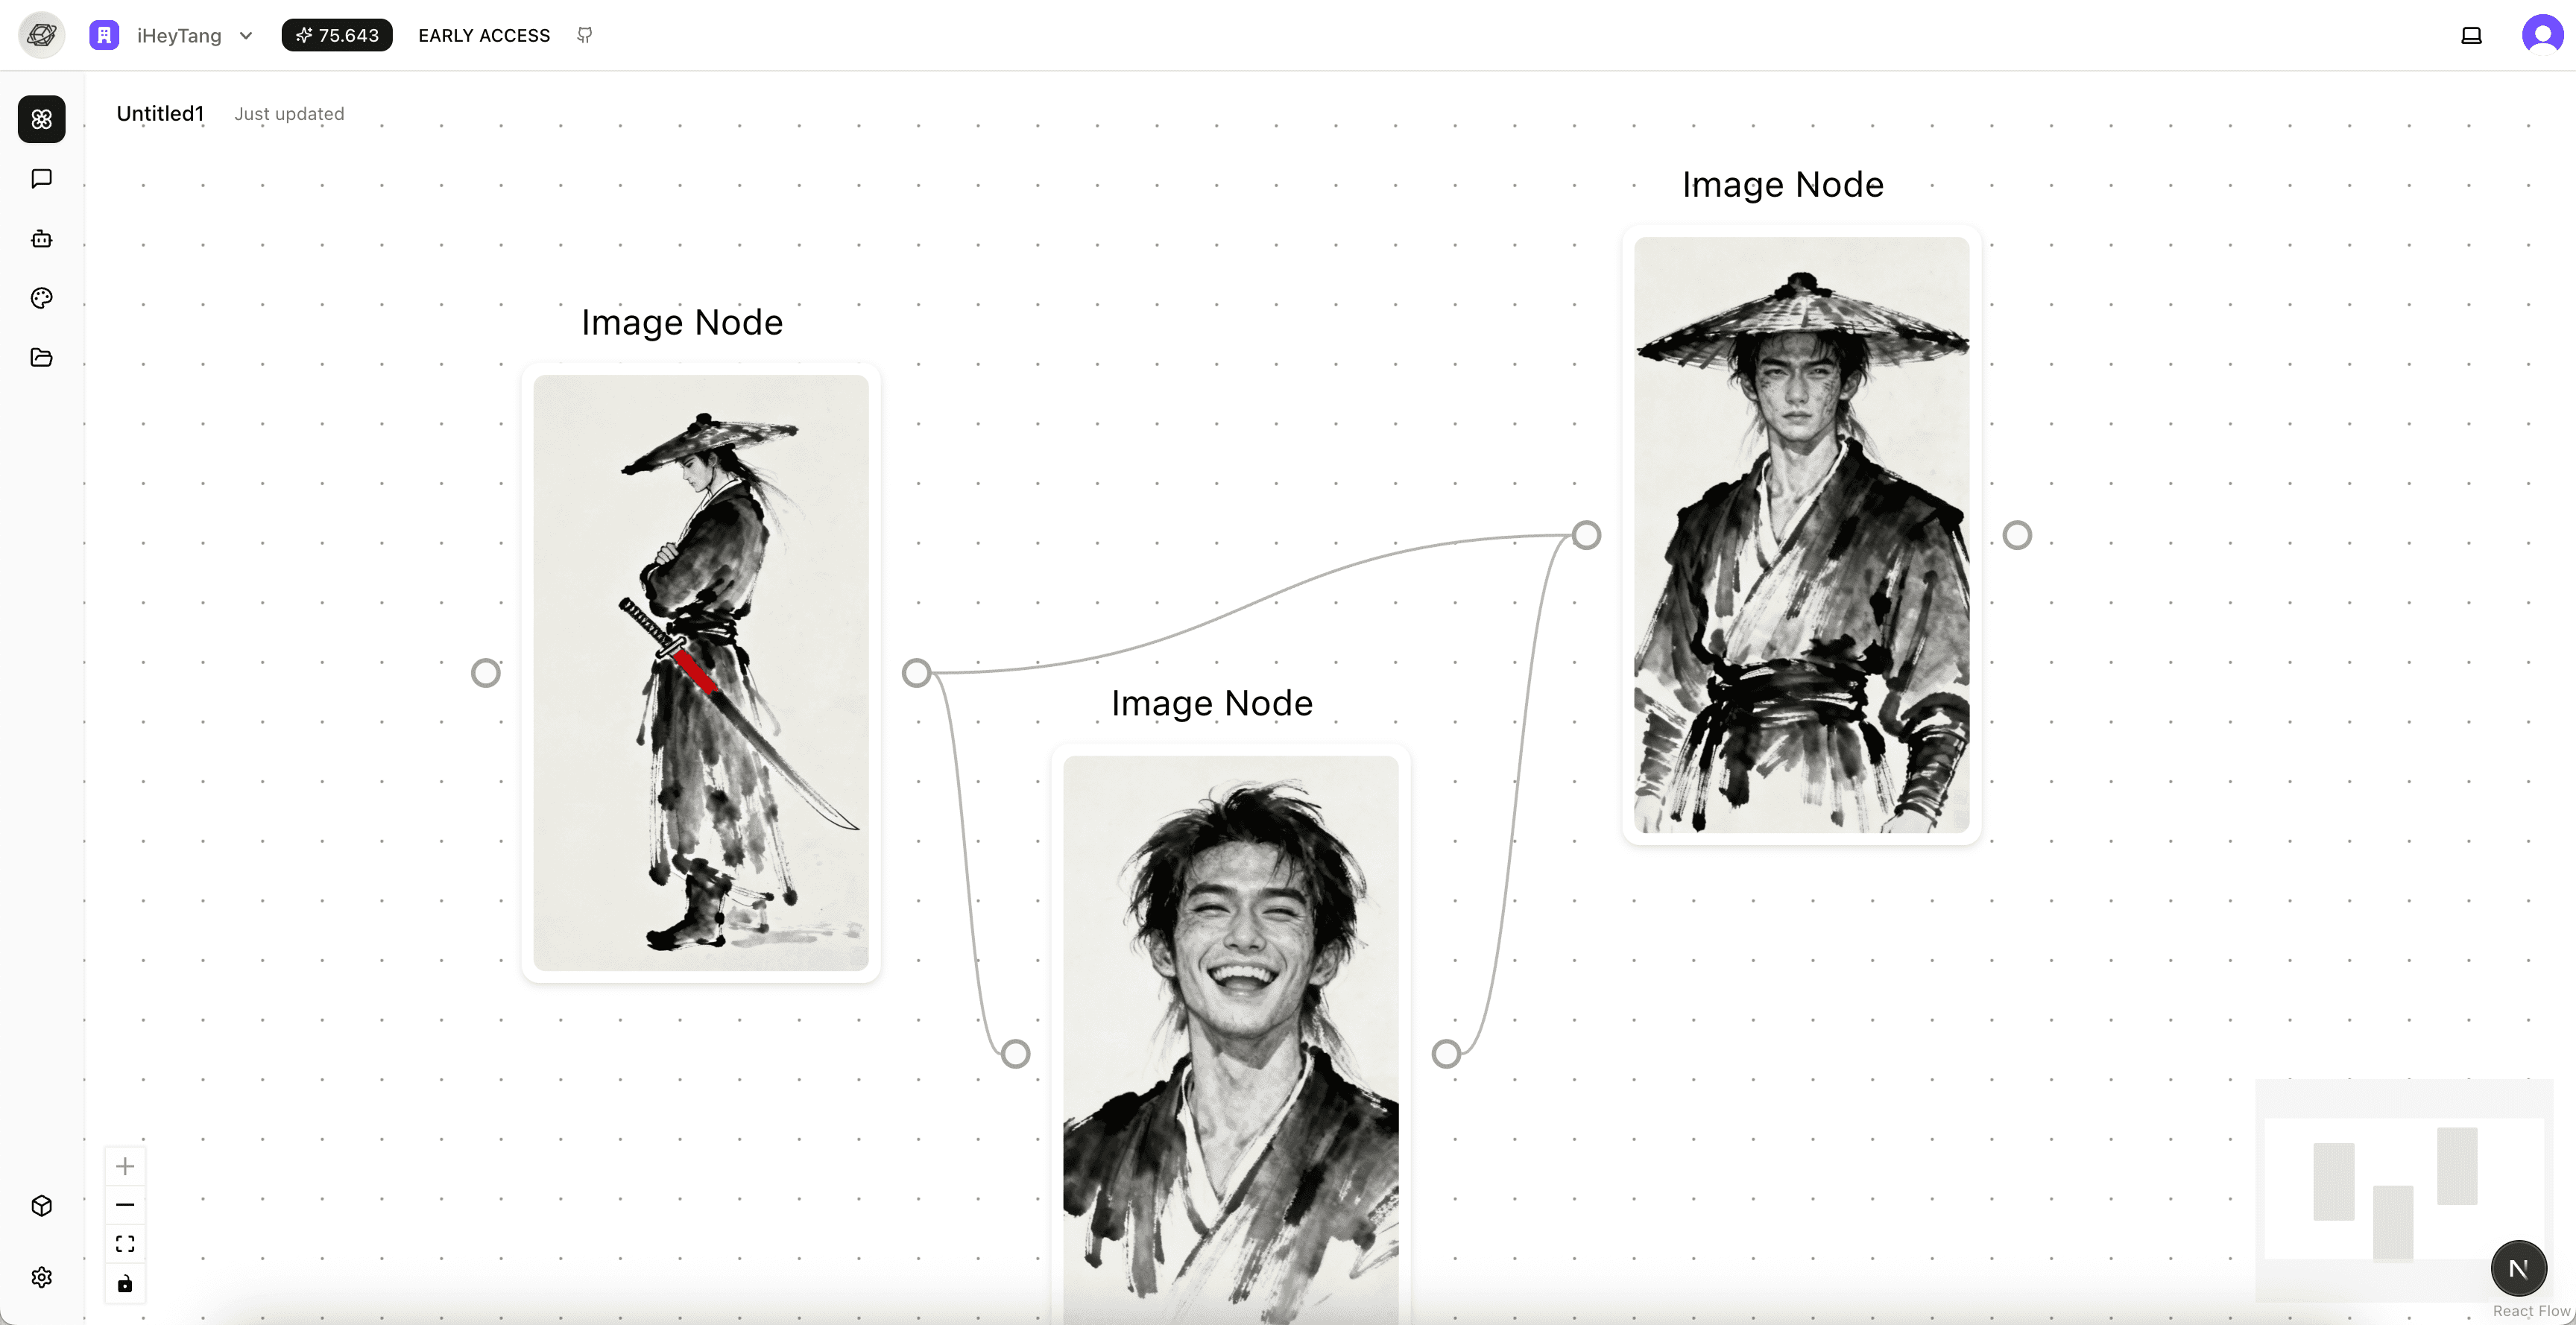 iHeyTang
75.643
EARLY ACCESS
Untitled1
Just updated
Image Node
Image Node
Image Node
N
React Flow